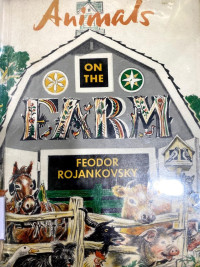 Animals
ON
THE
FARM
FEODOR
ROJANKOVSKY